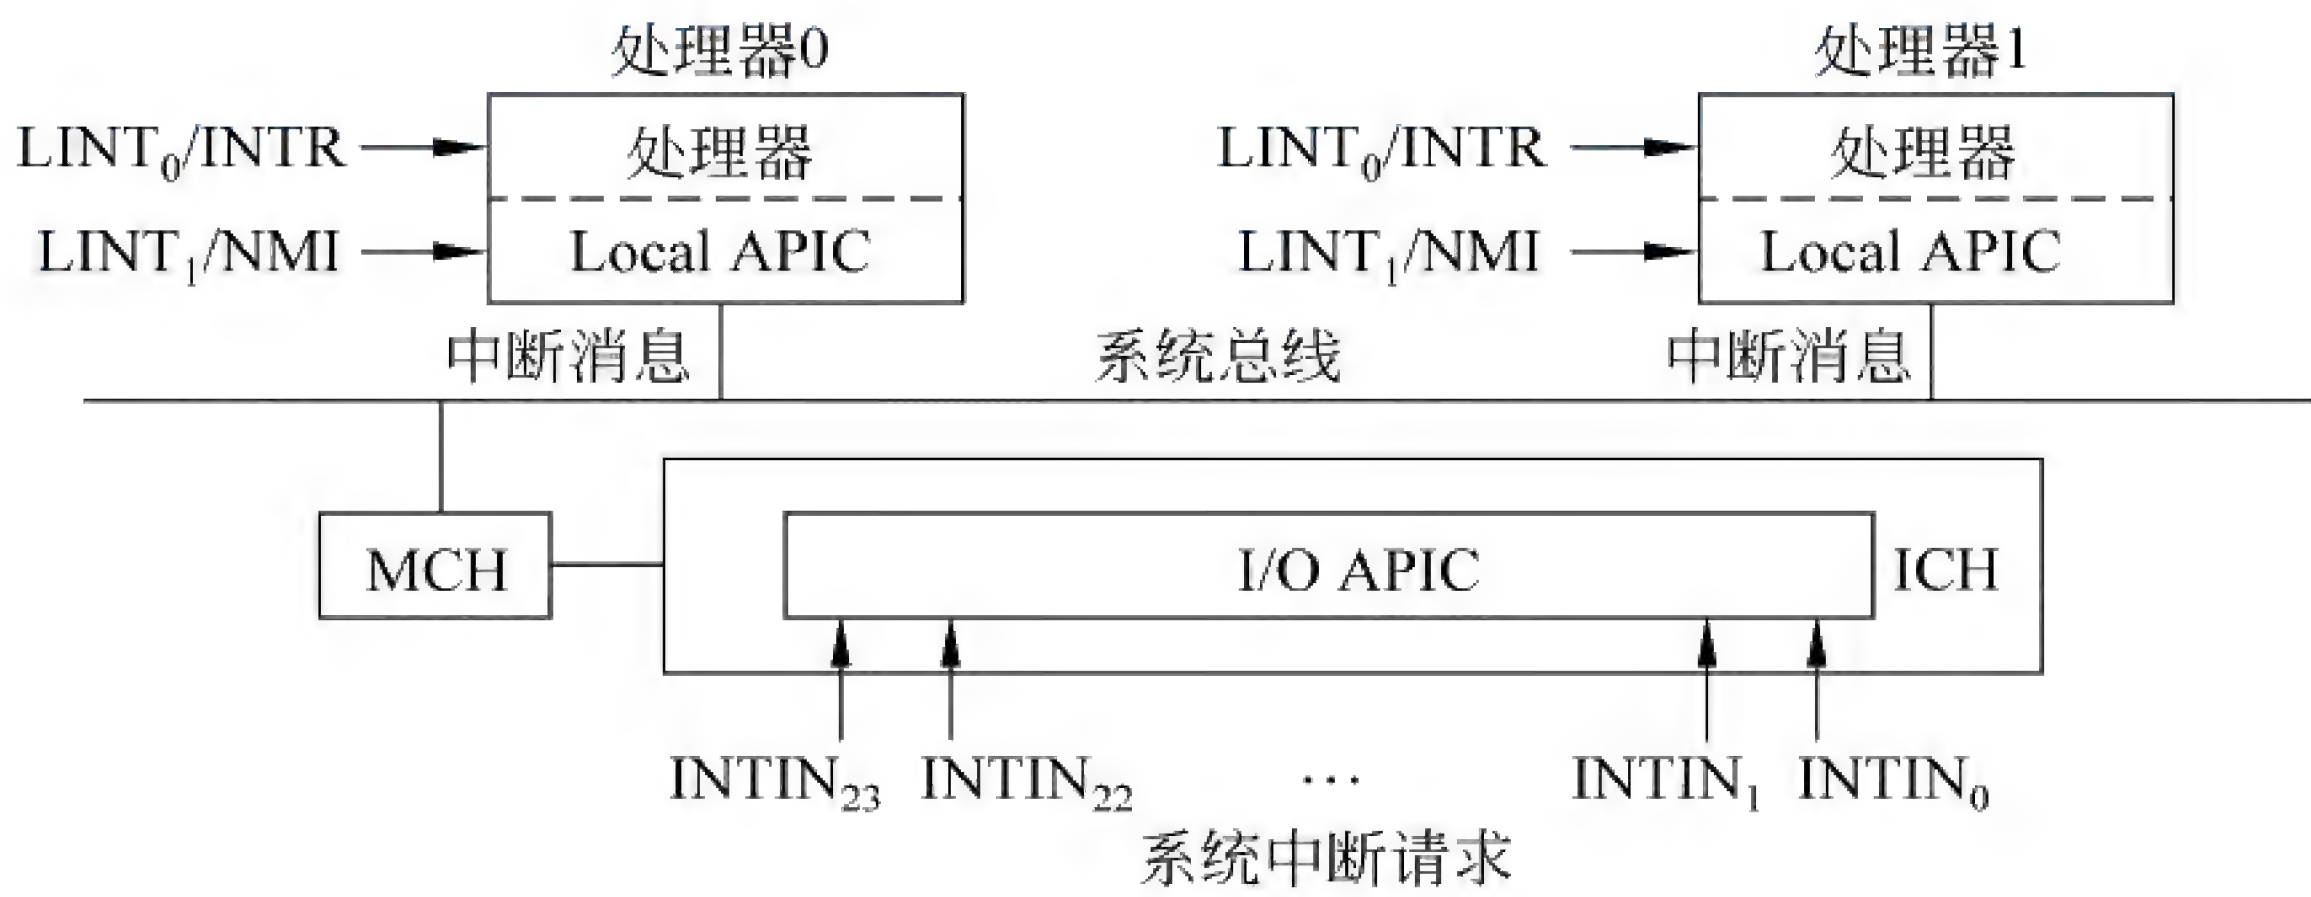 处理器0 处理器1
LINT₀/INTR 处理器 LINT₀/INTR 处理器
LINT₁/NMI Local APIC LINT₁/NMI Local APIC
中断消息 系统总线 中断消息
MCH I/O APIC ICH
INTIN₂₃ INTIN₂₂ … INTIN₁ INTIN₀
系统中断请求